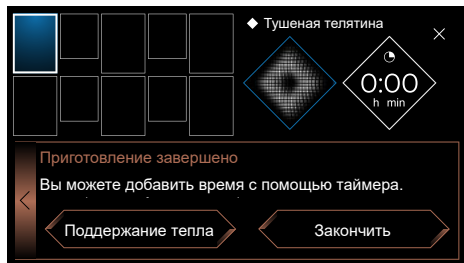 Тушеная телятина
0:00
h min
Приготовление завершено
Вы можете добавить время с помощью таймера.
Поддержание тепла
Закончить